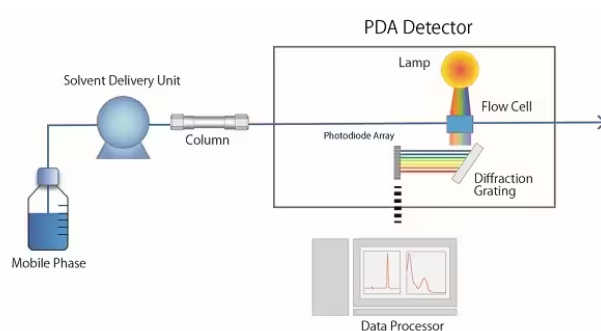 PDA Detector
Lamp
Solvent Delivery Unit
Flow Cell
Column
Photodiode Array
Diffraction
Grating
Mobile Phase
Data Processor